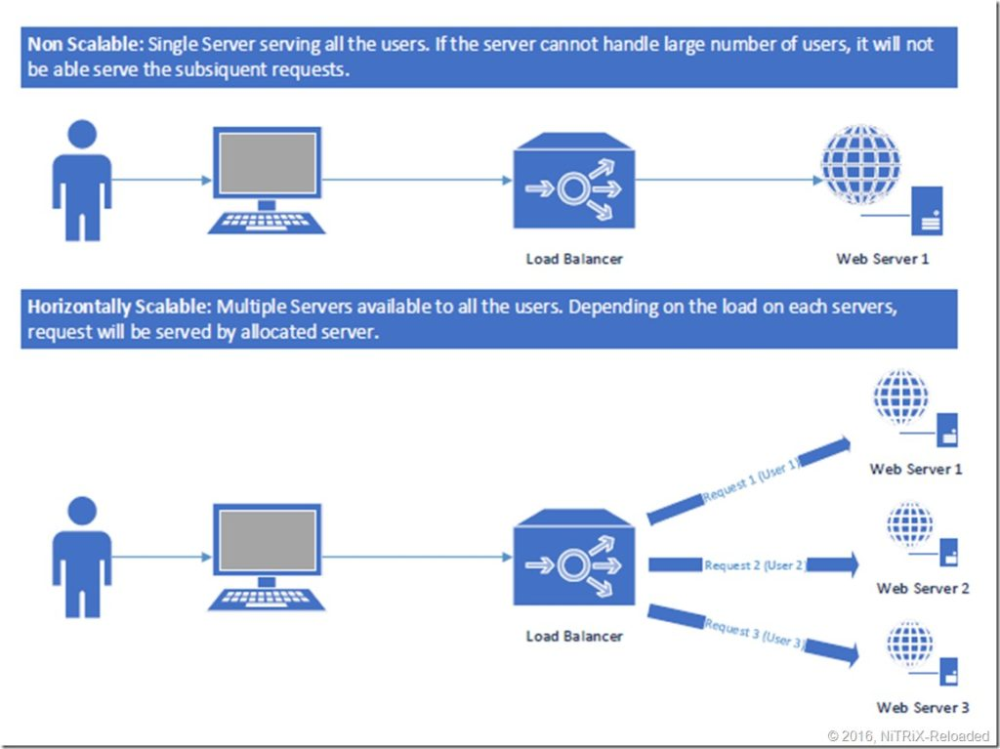 Non Scalable: Single Server serving all the users. If the server cannot handle large number of users, it will not
be able serve the subsiquent requests.
Load Balancer
Web Server 1
Horizontally Scalable: Multiple Servers available to all the users. Depending on the load on each servers,
request will be served by allocated server.
Request 1 (User 1)
Web Server 1
Request 2 (User 2)
Web Server 2
Request 3 (User 3)
Load Balancer
Web Server 3
© 2016, NiTRiX-Reloaded